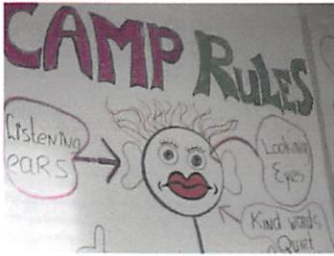 CAMP RULES
Listening
eaRS
Looking
Eyes
Kind words
Quiet